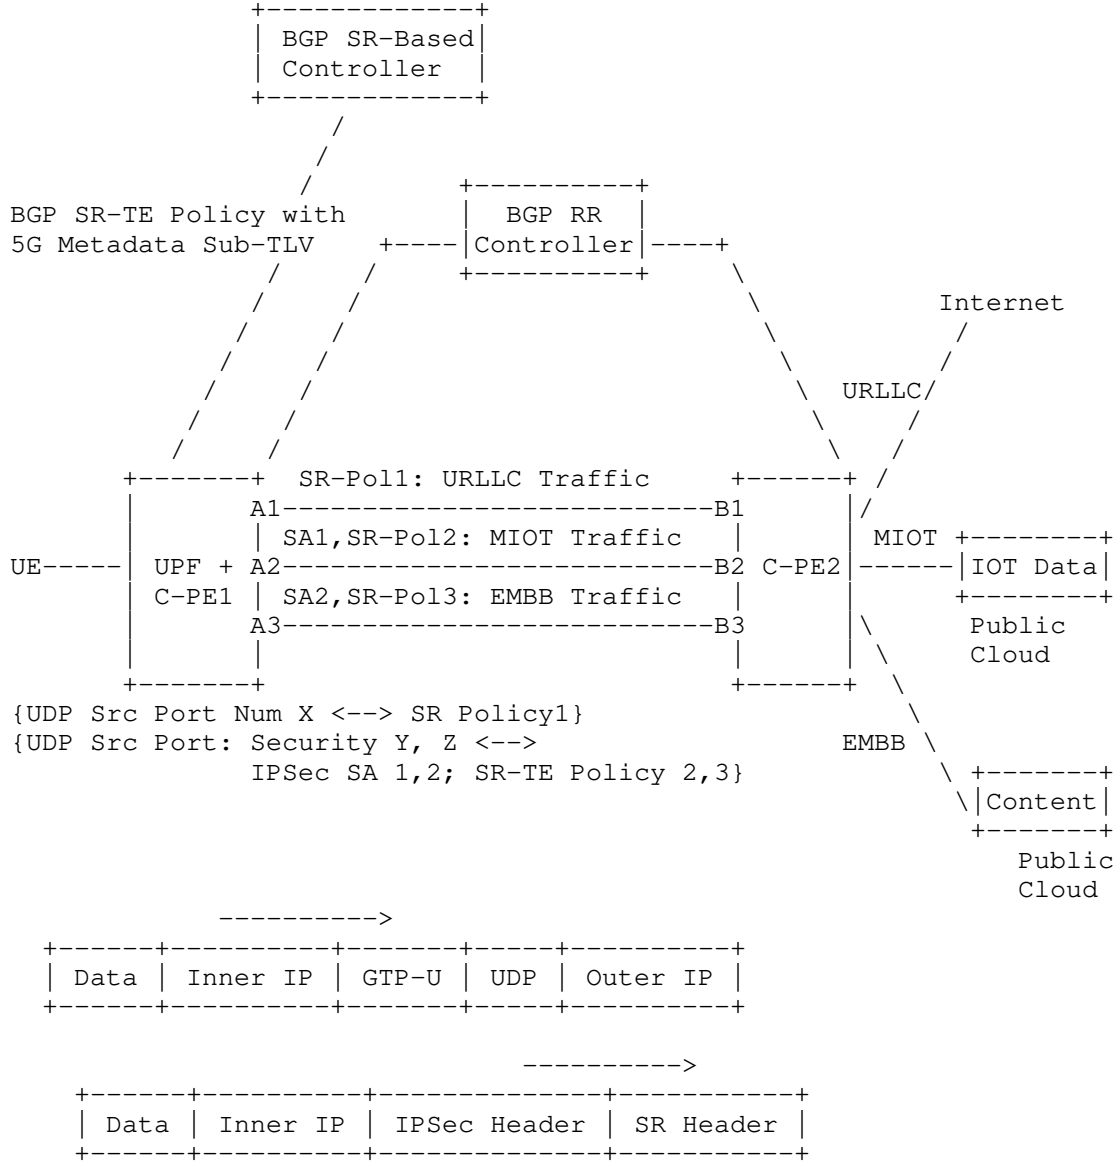 BGP SR-Based
Controller
BGP RR
BGP SR-TE Policy with
5G Metadata Sub-TLV
Controller
Internet
URLLC
SR-Pol1: URLLC Traffic
A1 B1
SA1,SR-Pol2: MIOT Traffic MIOT
UE UPF + A2 B2 C-PE2 IOT Data
C-PE1 SA2,SR-Pol3: EMBB Traffic
A3 B3 Public
Cloud
{UDP Src Port Num X <--> SR Policy1}
{UDP Src Port: Security Y, Z <--> EMBB
IPSec SA 1,2; SR-TE Policy 2,3}
Content
Public
Cloud
Data Inner IP GTP-U UDP Outer IP
Data Inner IP IPSec Header SR Header